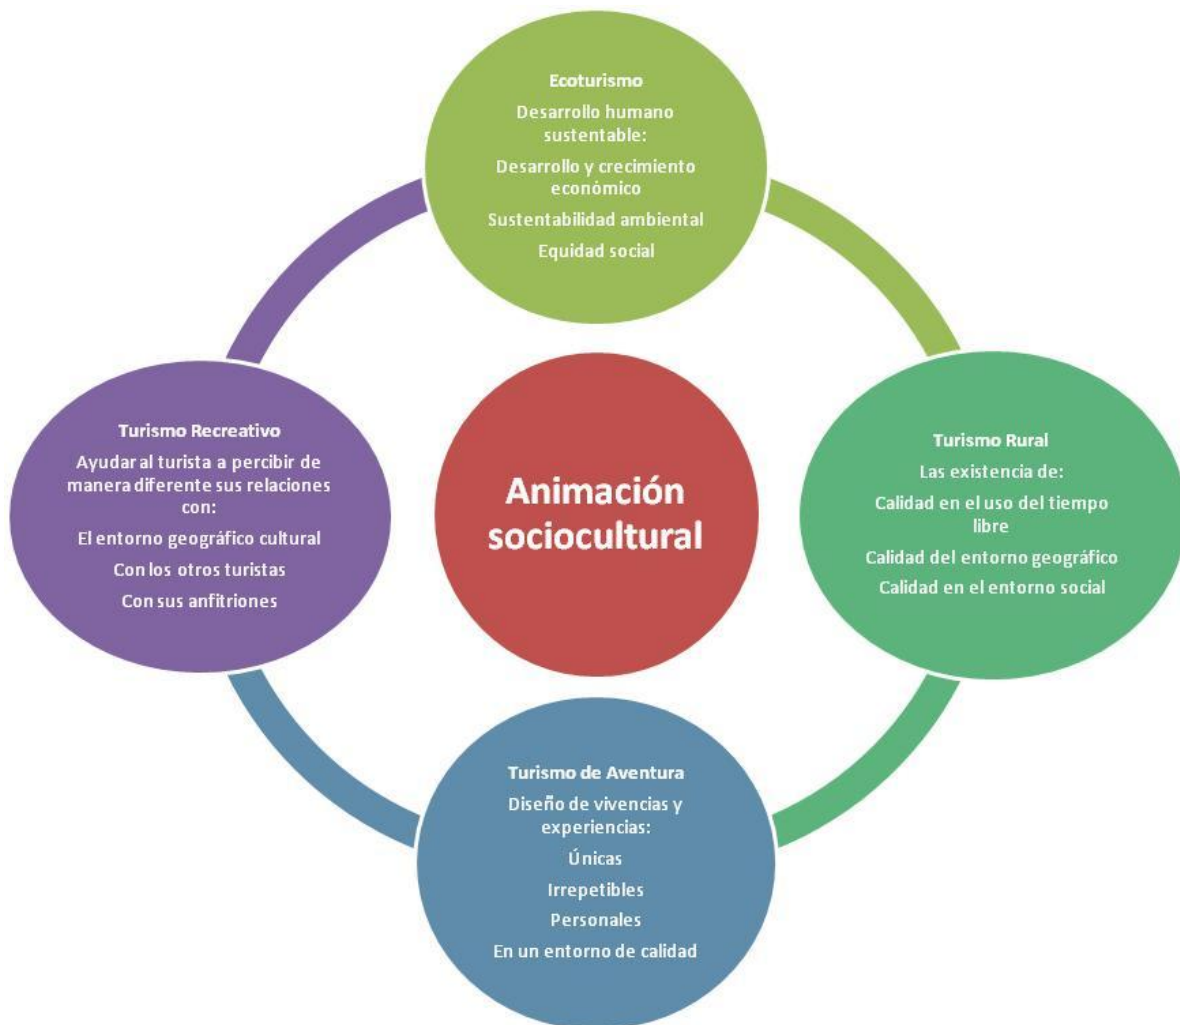 Ecoturismo
Desarrollo humano
sustentable:
Desarrollo y crecimiento
económico
Sustentabilidad ambiental
Equidad social
Turismo Rural
Las existencia de:
Calidad en el uso del tiempo
libre
Calidad del entorno geográfico
Calidad en el entorno social
Turismo de Aventura
Diseño de vivencias y
experiencias:
Únicas
Irrepetibles
Personales
En un entorno de calidad
Turismo Recreativo
Ayudar al turista a percibir de
manera diferente sus relaciones
con:
El entorno geográfico cultural
Con los otros turistas
Con sus anfitriones
Animación
sociocultural